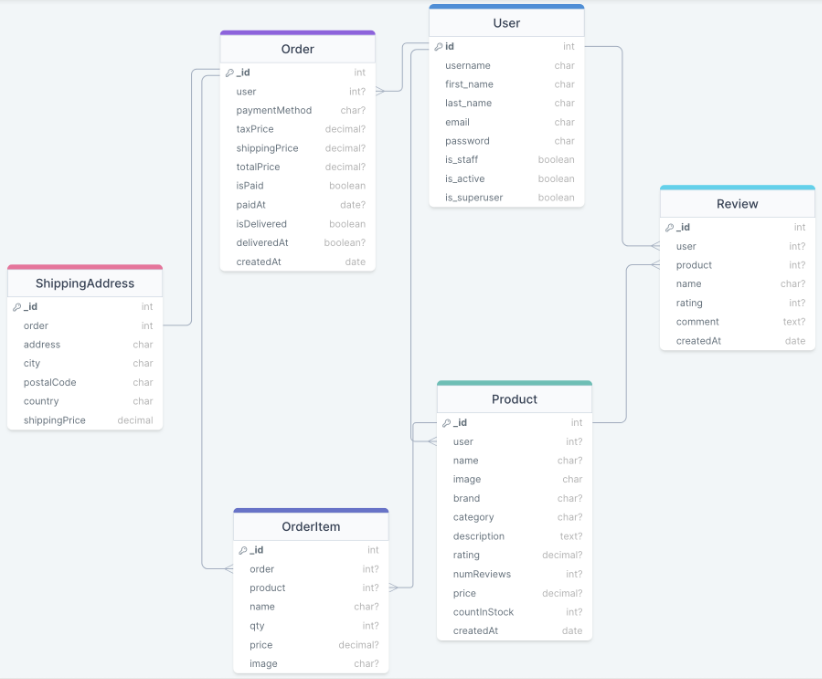 Order
_id int
user int?
paymentMethod char?
taxPrice decimal?
shippingPrice decimal?
totalPrice decimal?
isPaid boolean
paidAt date?
isDelivered boolean
deliveredAt boolean?
createdAt date
User
id int
username char
first_name char
last_name char
email char
password char
is_staff boolean
is_active boolean
is_superuser boolean
Review
_id int
user int?
product int?
name char?
rating int?
comment text?
createdAt date
ShippingAddress
_id int
order int
address char
city char
postalCode char
country char
shippingPrice decimal
Product
_id int
user int?
name char?
image char
brand char?
category char?
description text?
rating decimal?
numReviews int?
price decimal?
countInStock int?
createdAt date
OrderItem
_id int
order int?
product int?
name char?
qty int?
price decimal?
image char?